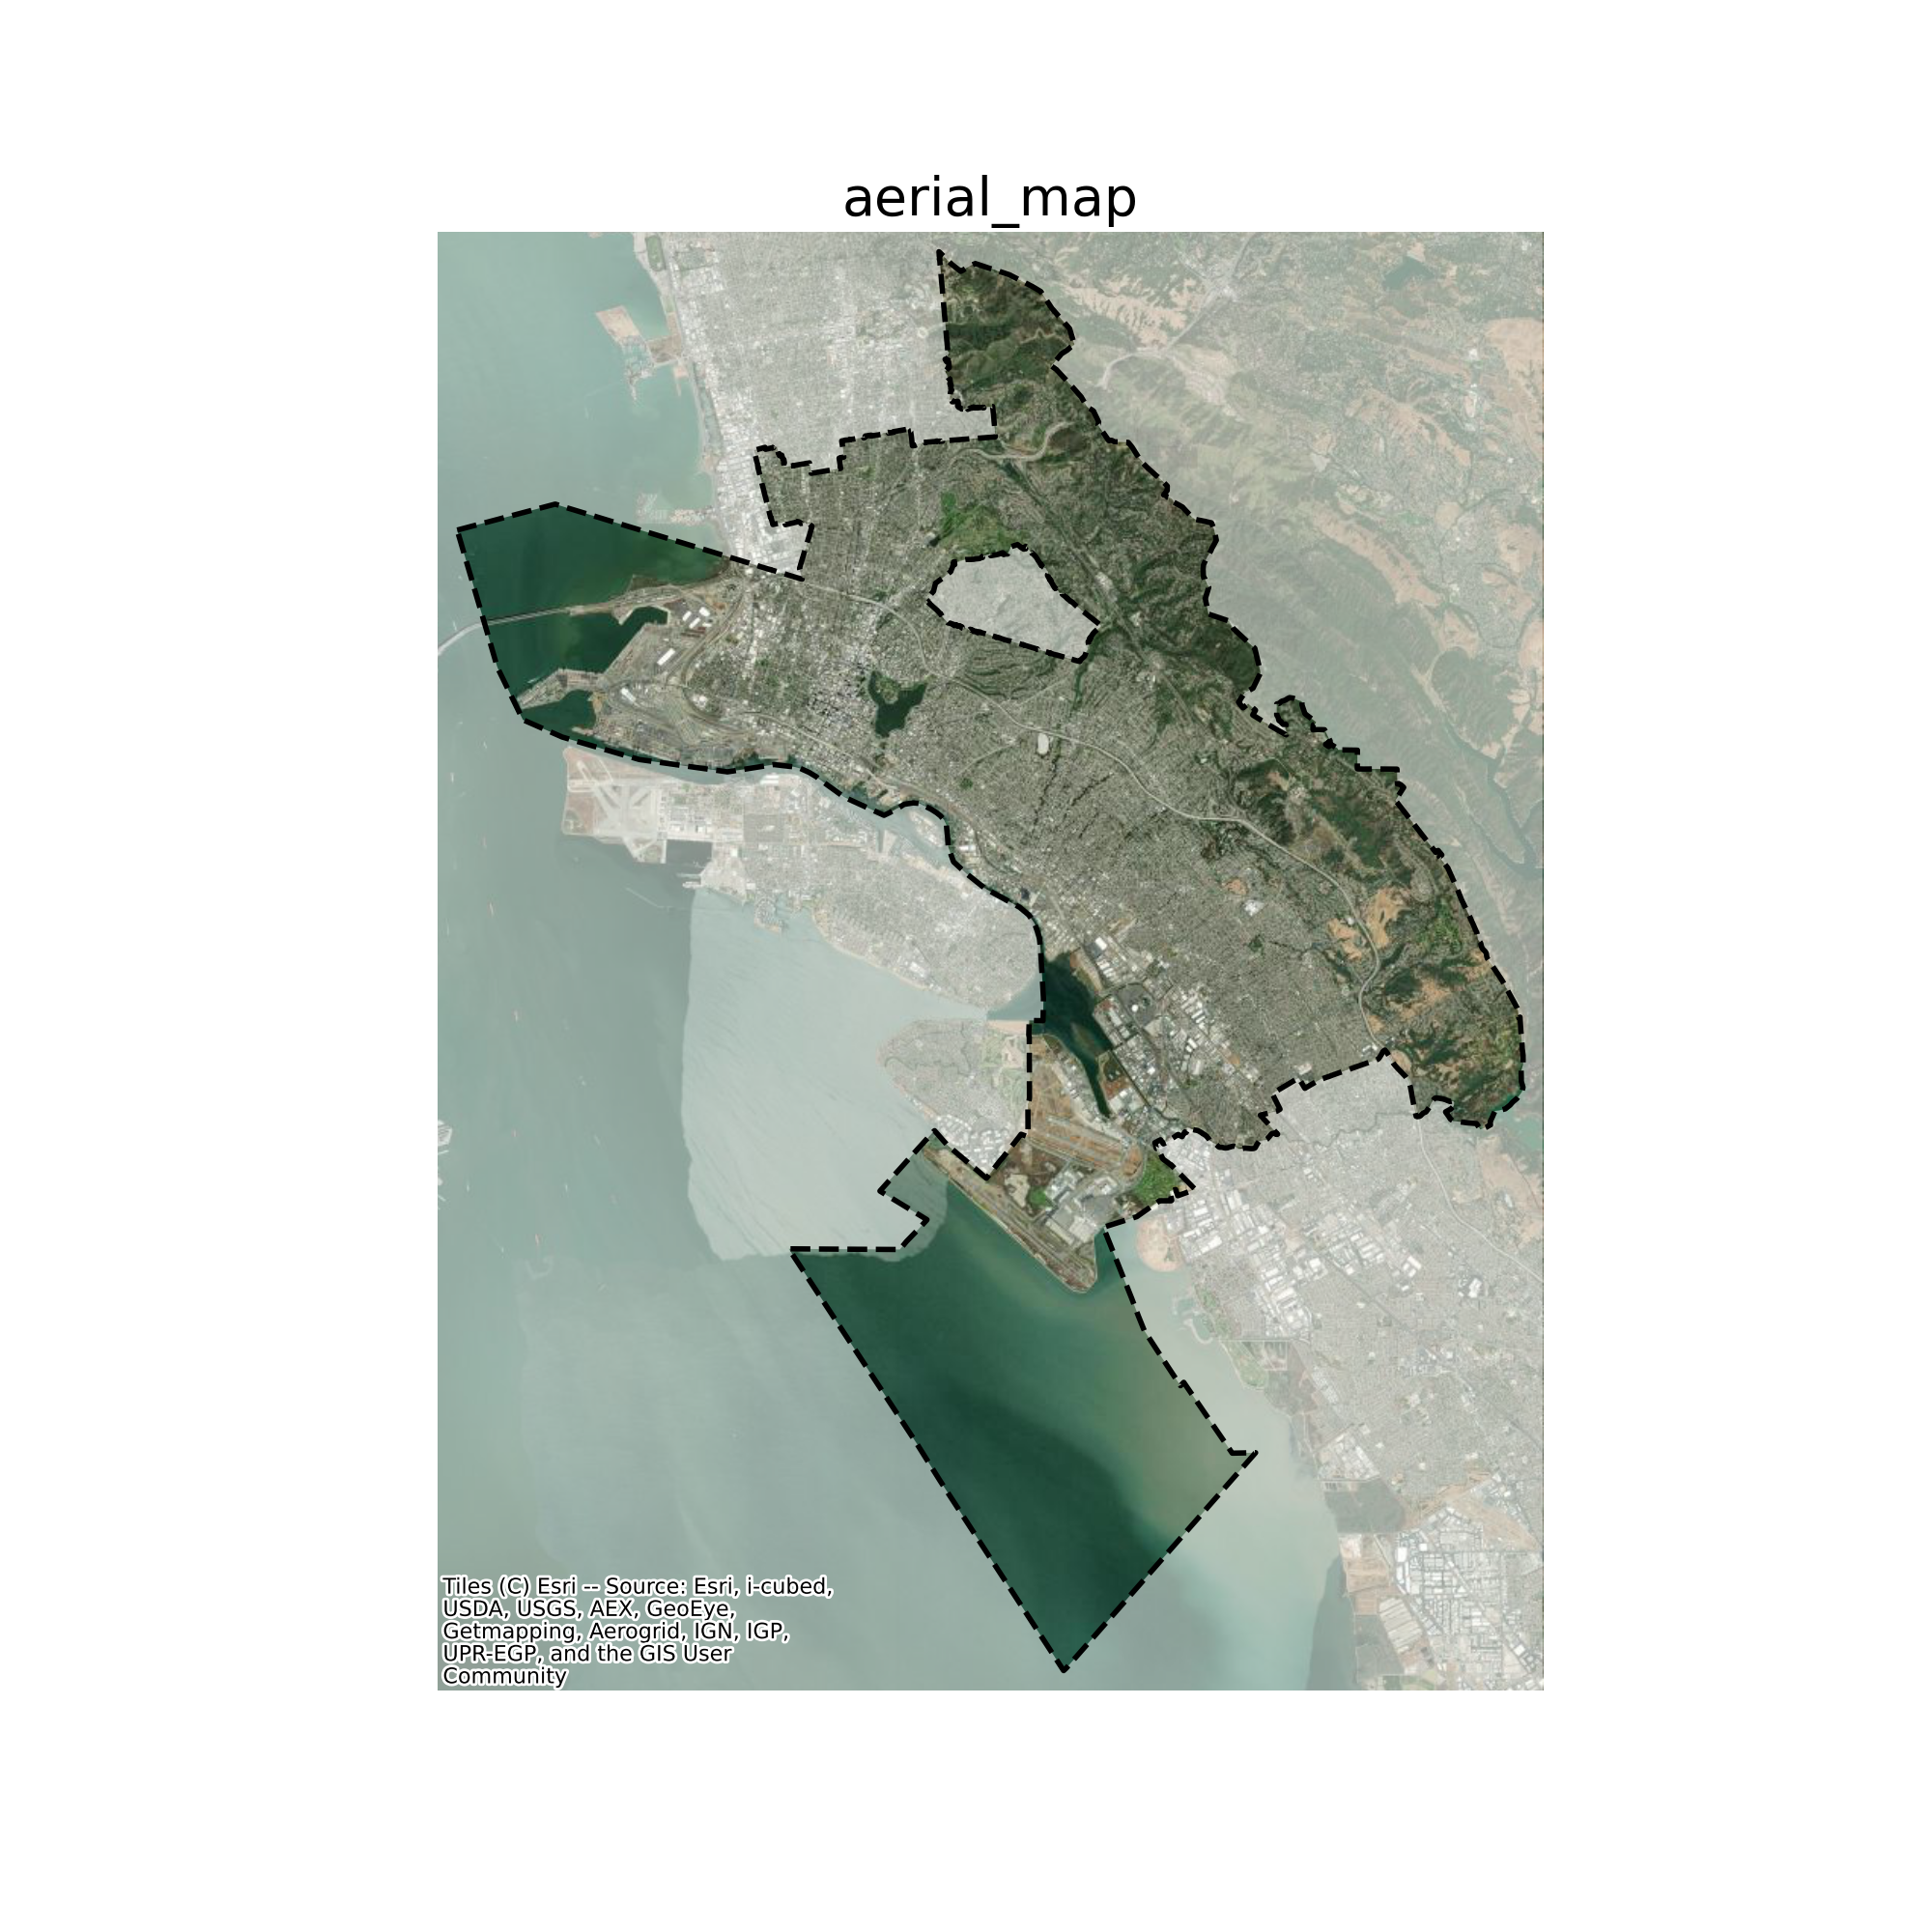 aerial_map
Tiles (C) Esri -- Source: Esri, i-cubed,
USDA, USGS, AEX, GeoEye,
Getmapping, Aerogrid, IGN, IGP,
UPR-EGP, and the GIS User
Community